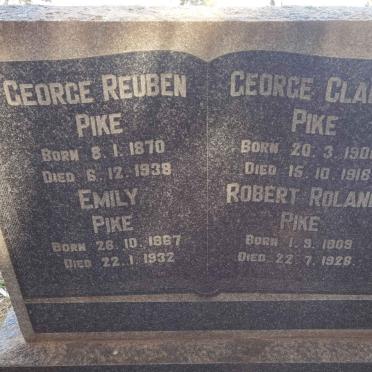 GEORGE REUBEN
PIKE
BORN 8. 1. 1870
DIED 6. 12. 1938
EMILY
PIKE
BORN 28. 10. 1867
DIED 22. 1. 1932
GEORGE
PIKE
BORN 20. 3.
DIED 15. 10. 1918
ROBERT ROLAND
PIKE
BORN 1. 9. 1909
DIED 22. 7. 1928